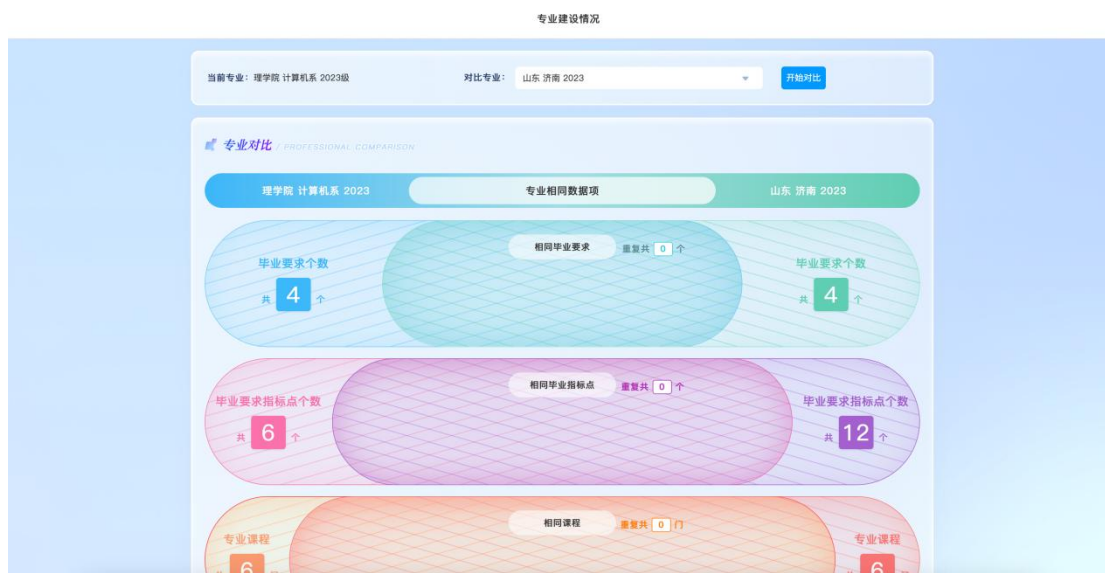 专业建设情况
当前专业：理学院 计算机系 2023级 对比专业： 山东 济南 2023 开始对比
专业对比 / PROFESSIONAL COMPARISON
理学院 计算机系 2023 专业相同数据项 山东 济南 2023
相同毕业要求 重复共 0 个
毕业要求个数 毕业要求个数
共 4 个 共 4 个
相同毕业指标点 重复共 0 个
毕业要求指标点个数 毕业要求指标点个数
共 6 个 共 12 个
相同课程 重复共 0 门
专业课程 专业课程
6 6